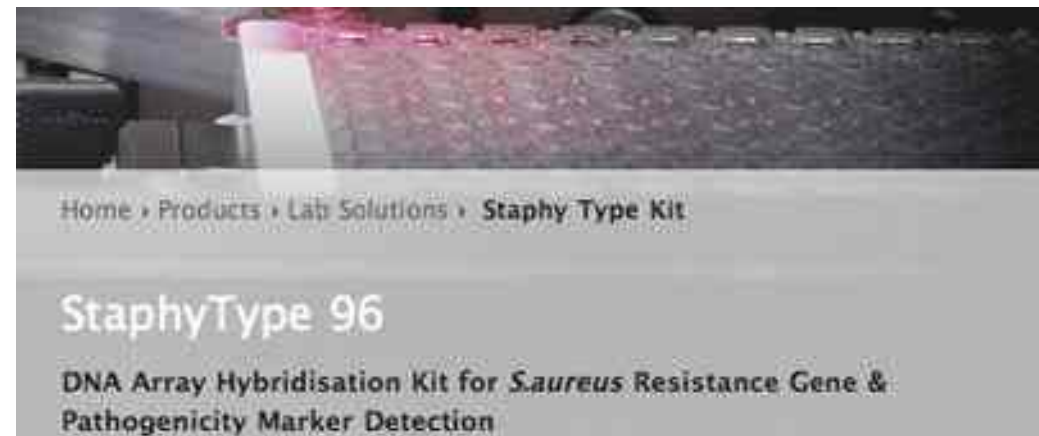 Home › Products › Lab Solutions › Staphy Type Kit
StaphyType 96
DNA Array Hybridisation Kit for S.aureus Resistance Gene &
Pathogenicity Marker Detection